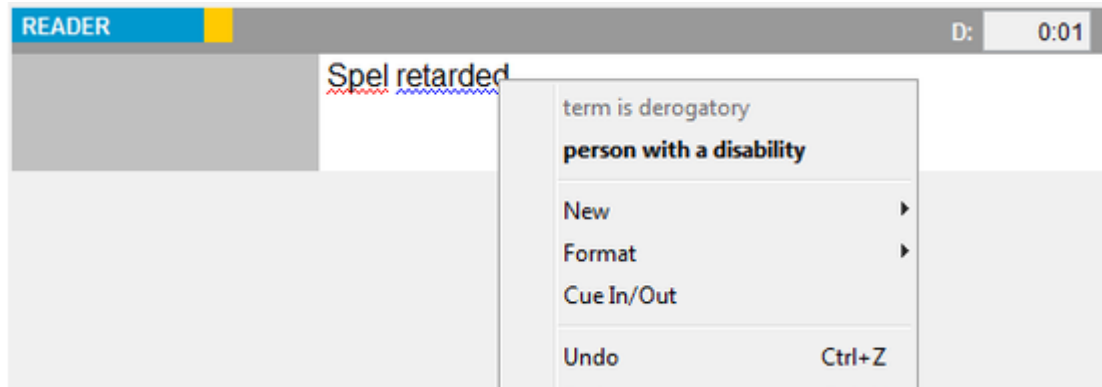 READER D: 0:01
Spel retarded
term is derogatory
person with a disability
New
Format
Cue In/Out
Undo Ctrl+Z